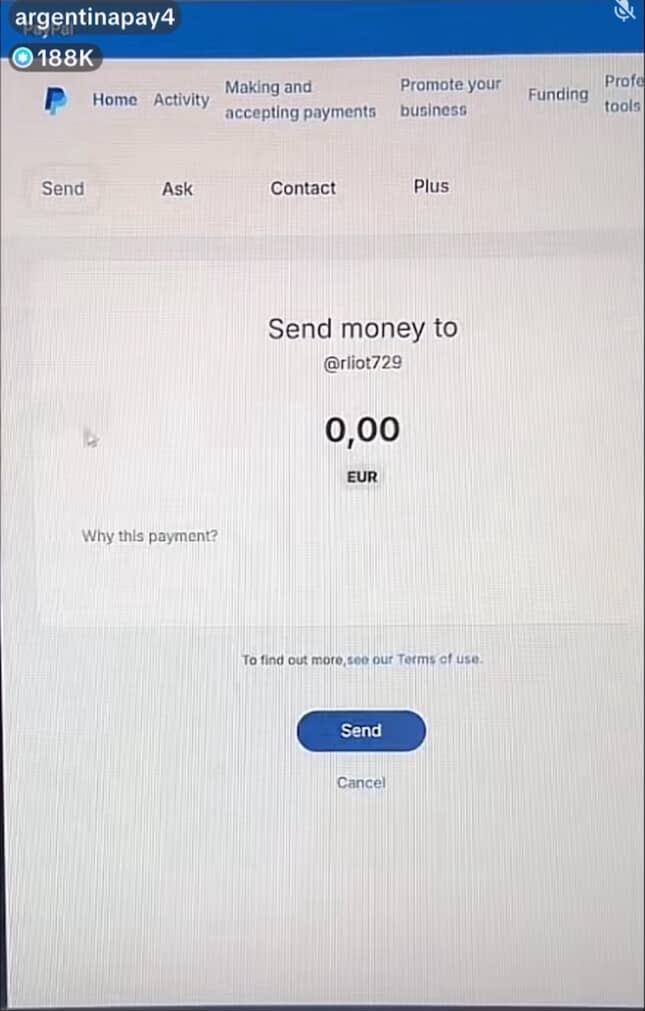 argentinapay4
PayPal
188K
Home Activity Making and accepting payments Promote your business Funding Profe tools
Send Ask Contact Plus
Send money to
@rliot729
0,00
EUR
Why this payment?
To find out more,see our Terms of use.
Send
Cancel